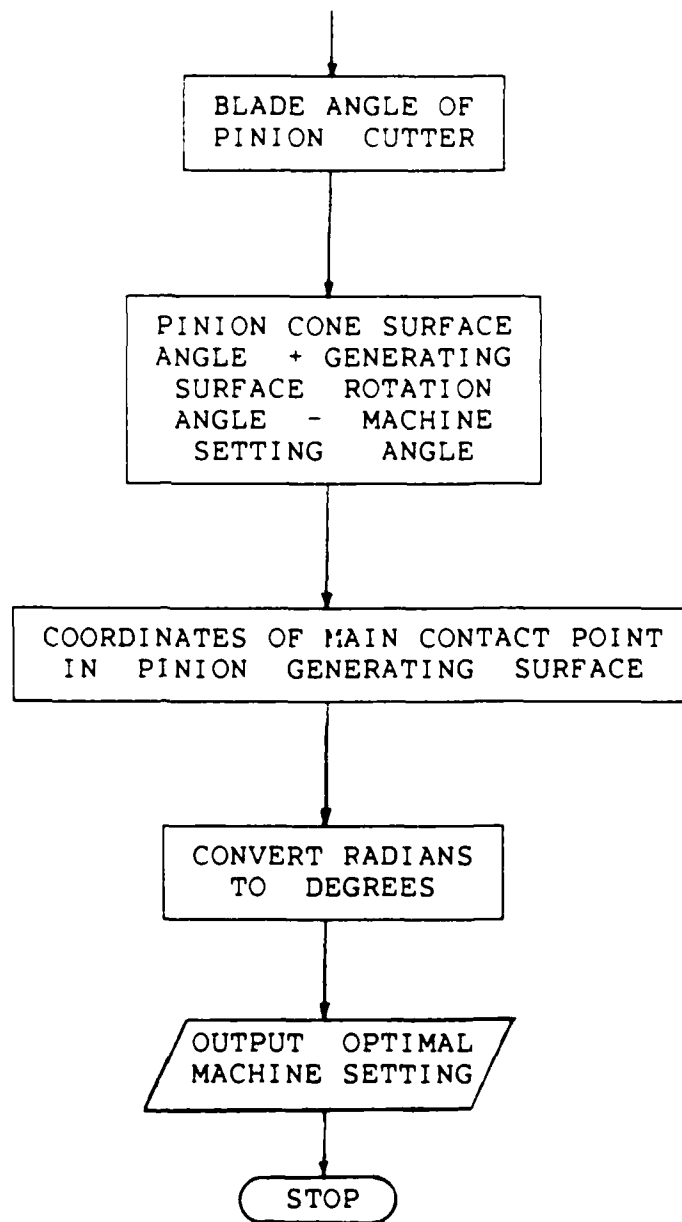 BLADE ANGLE OF
PINION CUTTER
PINION CONE SURFACE
ANGLE + GENERATING
SURFACE ROTATION
ANGLE - MACHINE
SETTING ANGLE
COORDINATES OF MAIN CONTACT POINT
IN PINION GENERATING SURFACE
CONVERT RADIANS
TO DEGREES
OUTPUT OPTIMAL
MACHINE SETTING
STOP